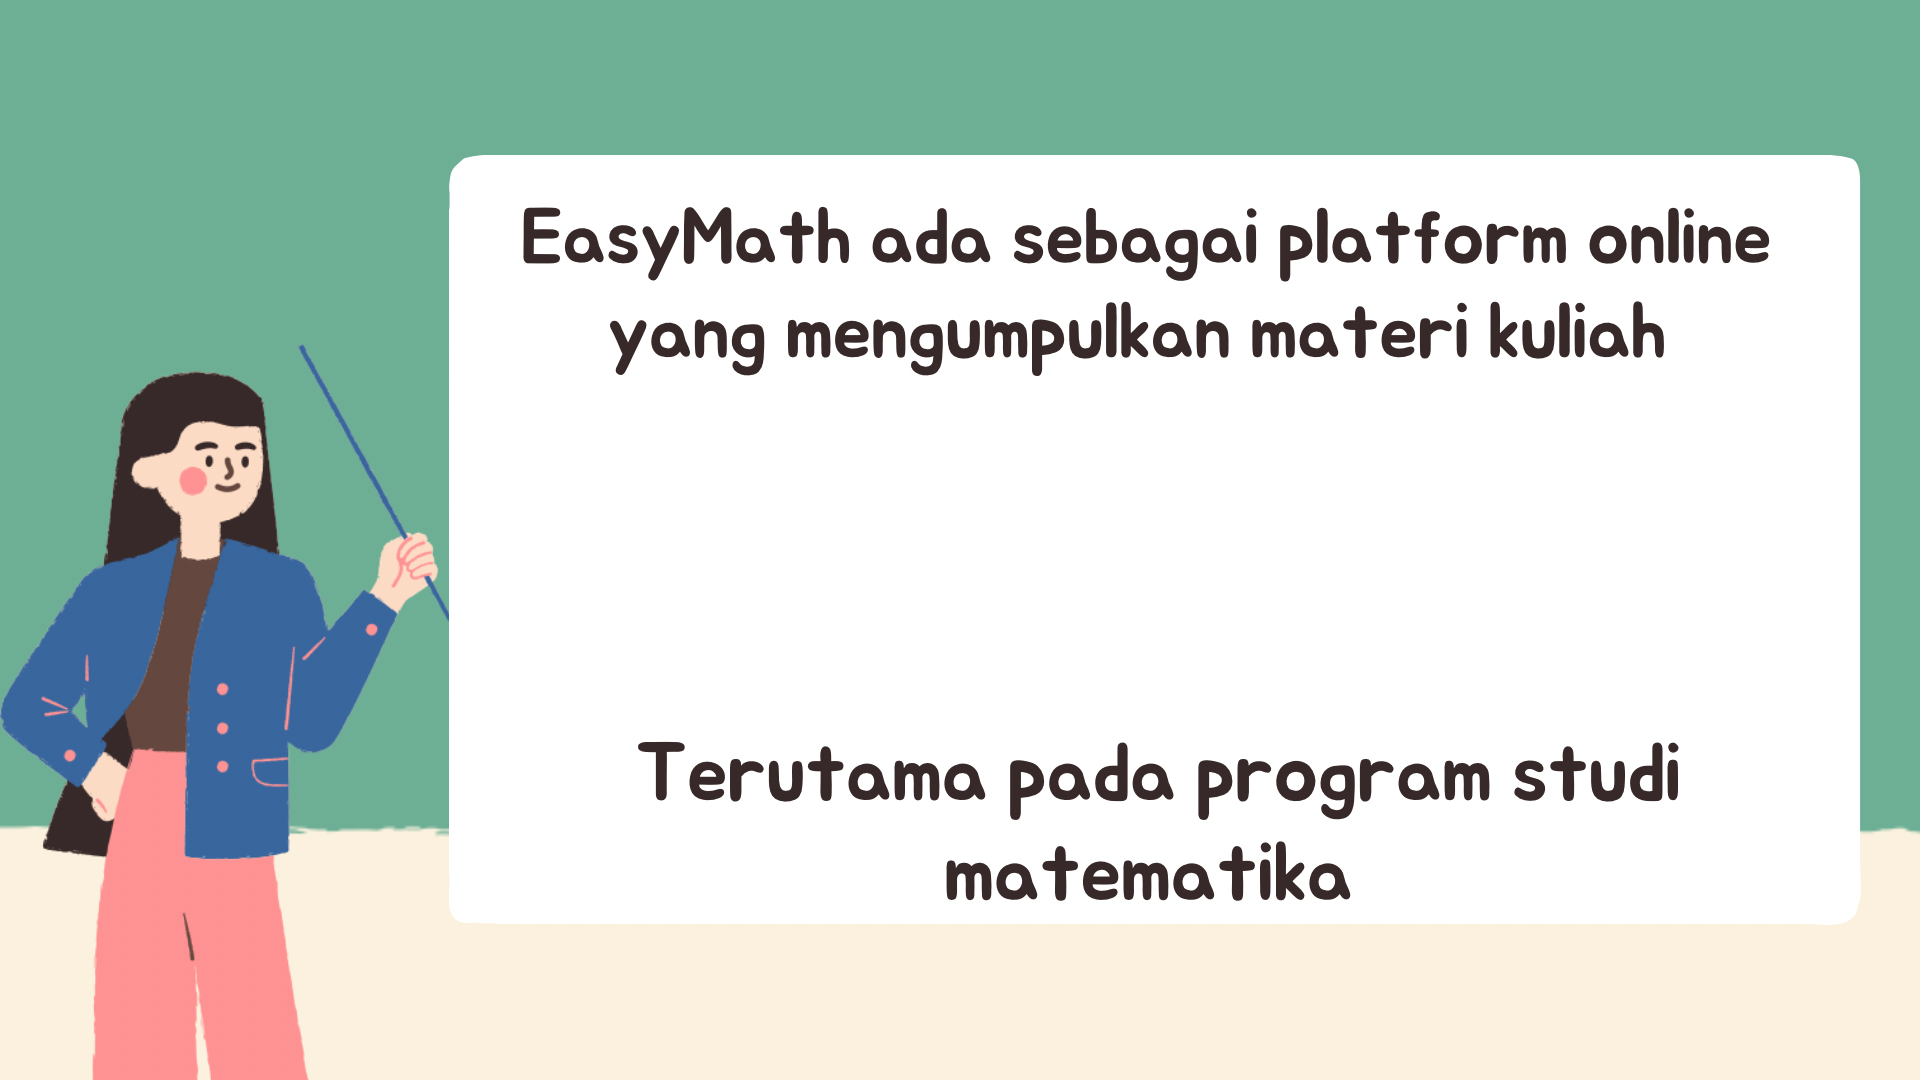 EasyMath ada sebagai platform online
yang mengumpulkan materi kuliah
Terutama pada program studi
matematika